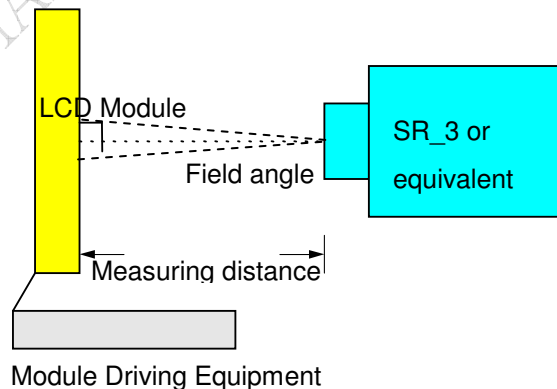 LCD Module
SR_3 or
equivalent
Field angle
Measuring distance
Module Driving Equipment